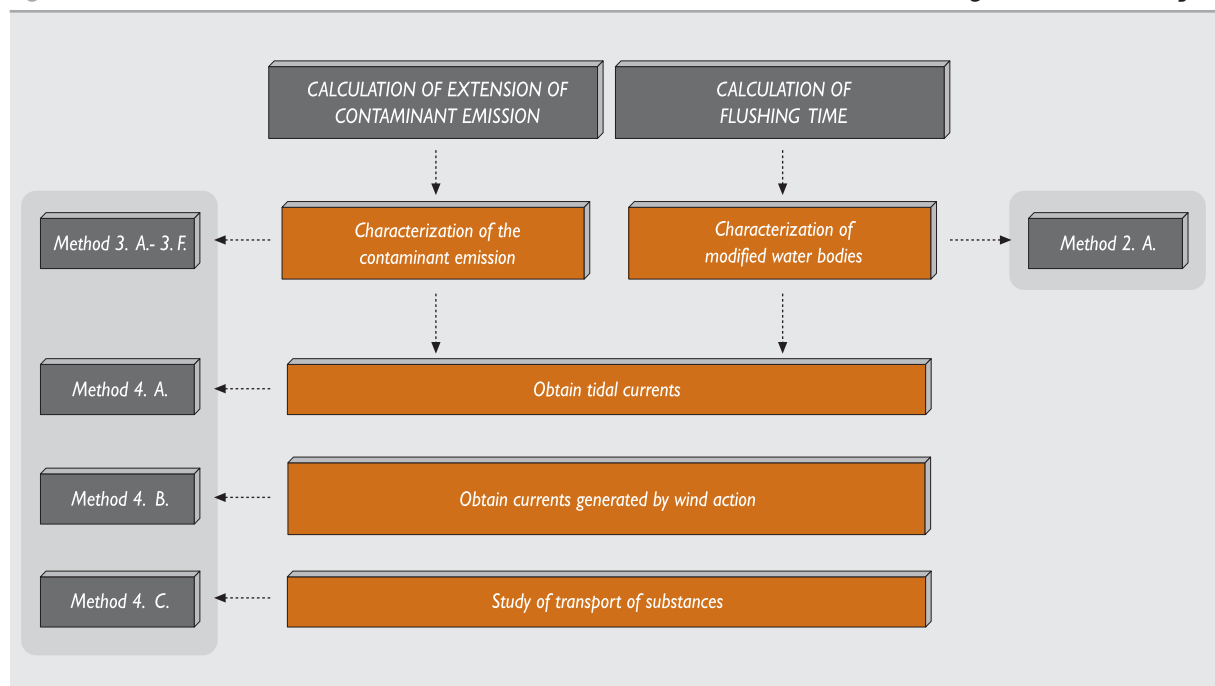 CALCULATION OF EXTENSION OF
CONTAMINANT EMISSION
CALCULATION OF
FLUSHING TIME
Method 3. A.- 3. F.
Characterization of the
contaminant emission
Characterization of
modified water bodies
Method 2. A.
Method 4. A.
Obtain tidal currents
Method 4. B.
Obtain currents generated by wind action
Method 4. C.
Study of transport of substances